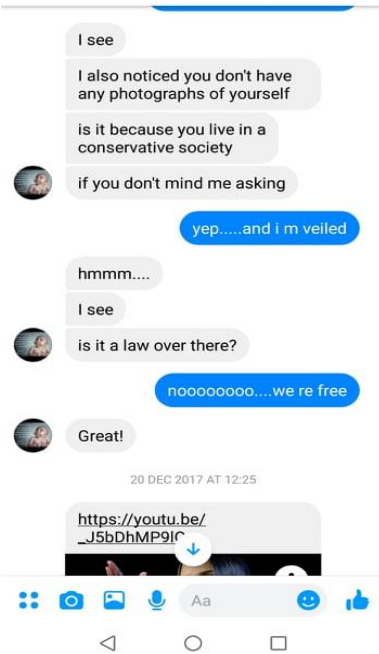 I see
I also noticed you don't have
any photographs of yourself
is it because you live in a
conservative society
if you don't mind me asking
yep.....and i m veiled
hmmm....
I see
is it a law over there?
noooooooo....we re free
Great!
20 DEC 2017 AT 12:25
https://youtu.be/
Aa